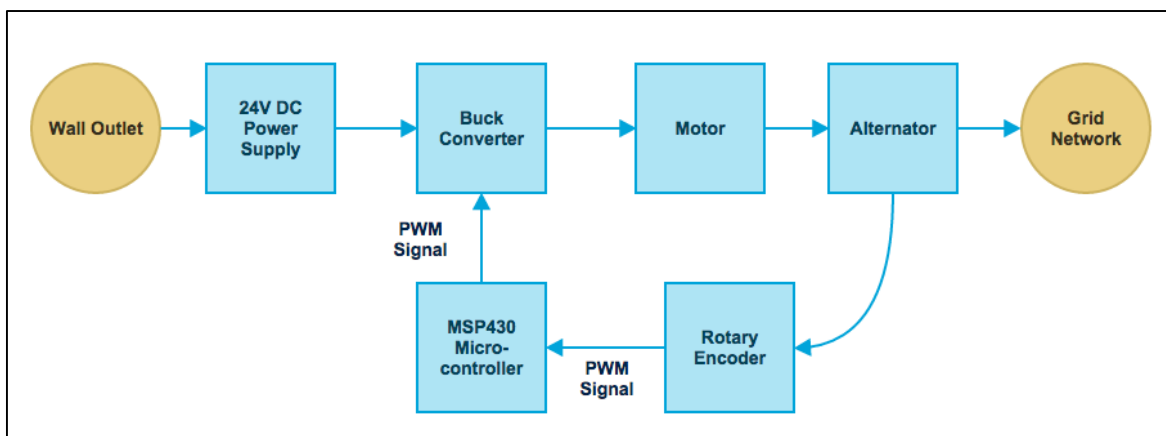 Wall Outlet
24V DC
Power
Supply
Buck
Converter
Motor
Alternator
Grid
Network
PWM
Signal
MSP430
Micro-
controller
PWM
Signal
Rotary
Encoder